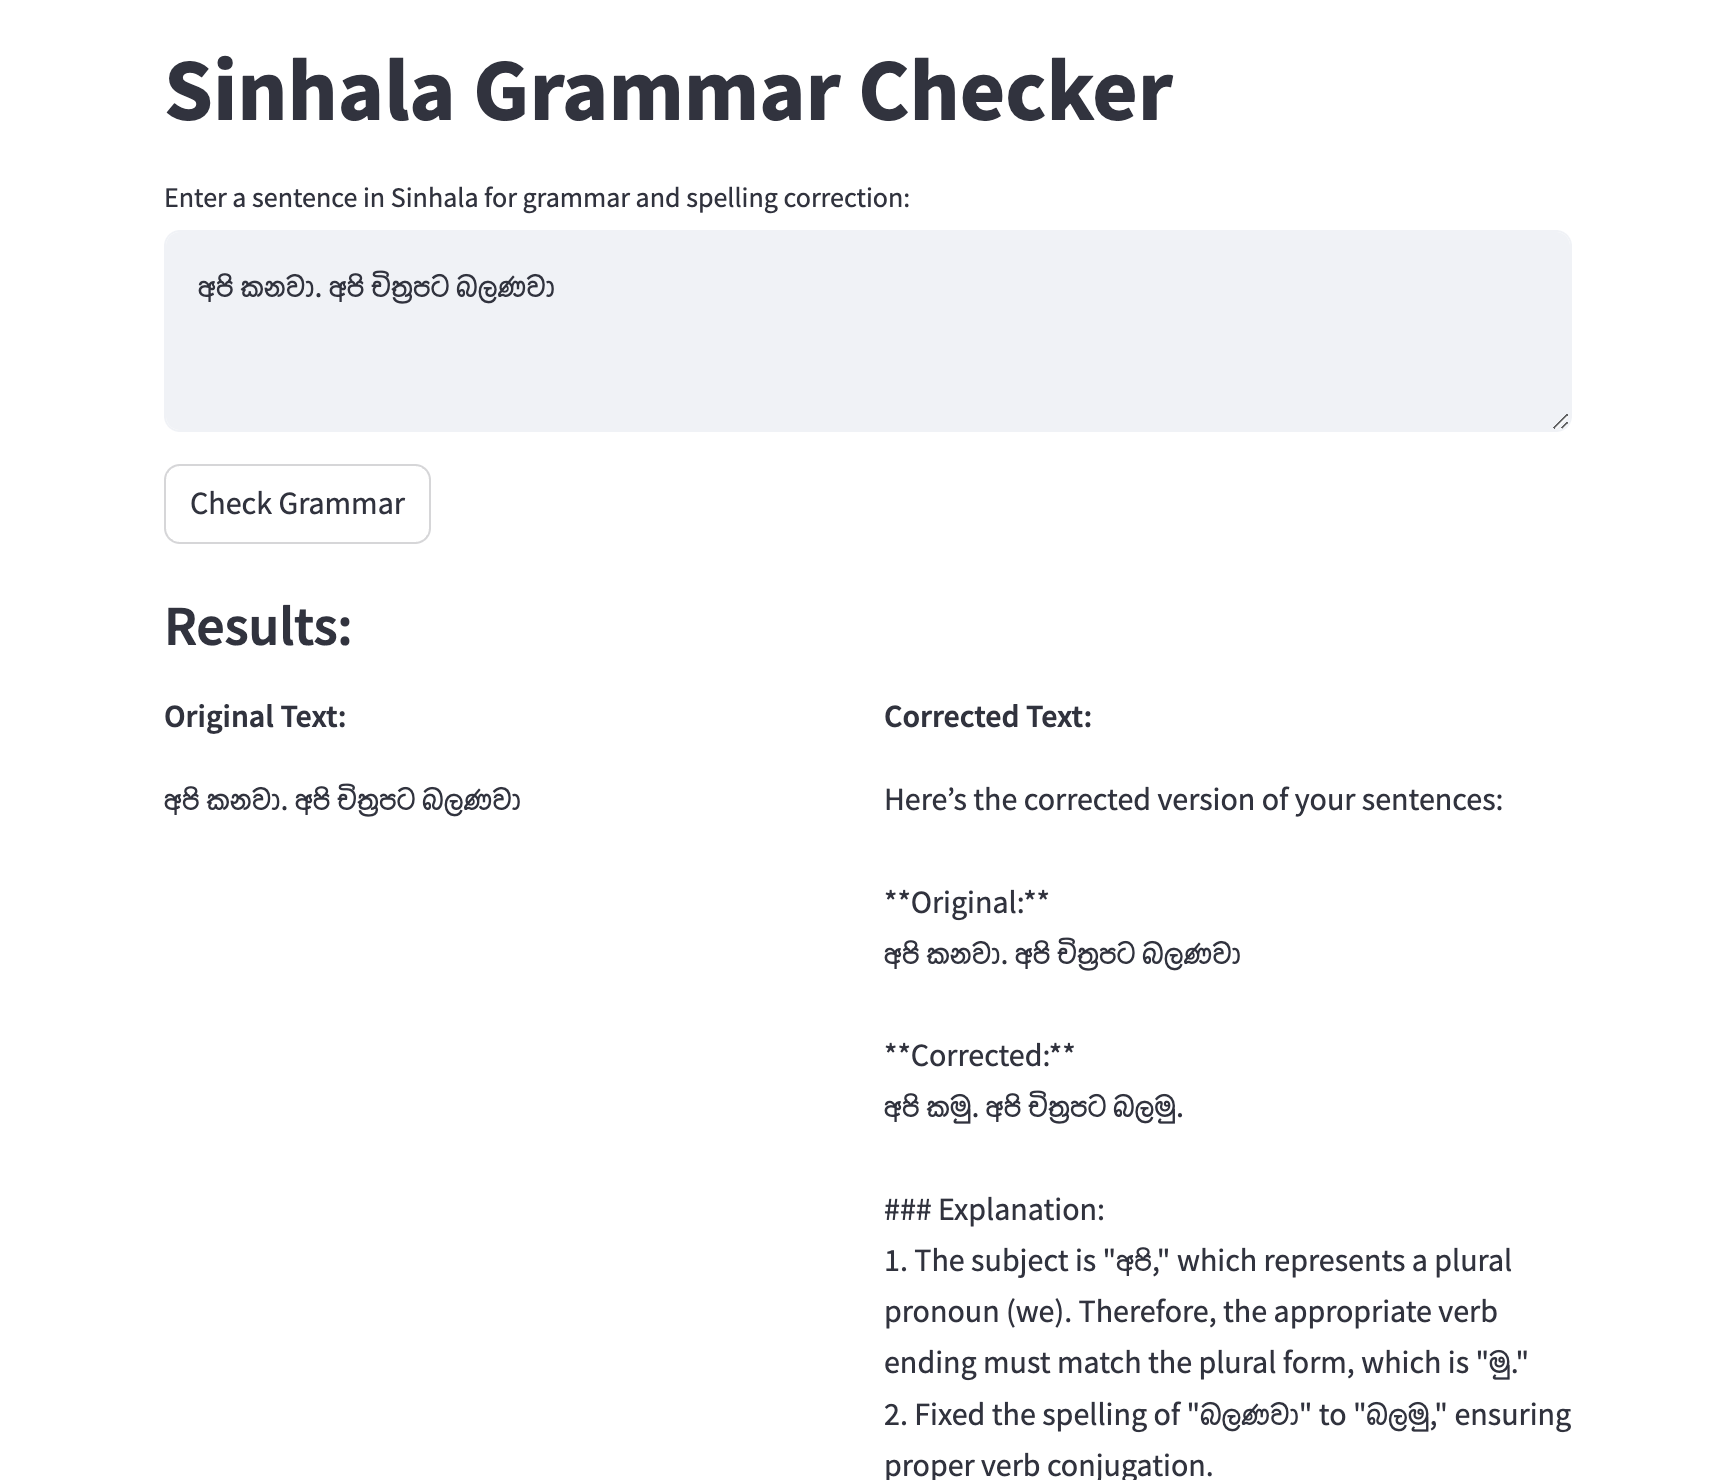 Sinhala Grammar Checker
Enter a sentence in Sinhala for grammar and spelling correction:
අපි කනවා. අපි චිත්‍රපට බලණවා
Check Grammar
Results:
Original Text:
අපි කනවා. අපි චිත්‍රපට බලණවා
Corrected Text:
Here’s the corrected version of your sentences:
**Original:**
අපි කනවා. අපි චිත්‍රපට බලණවා
**Corrected:**
අපි කමු. අපි චිත්‍රපට බලමු.
### Explanation:
1. The subject is "අපි," which represents a plural
pronoun (we). Therefore, the appropriate verb
ending must match the plural form, which is "මු."
2. Fixed the spelling of "බලණවා" to "බලමු," ensuring
proper verb conjugation.